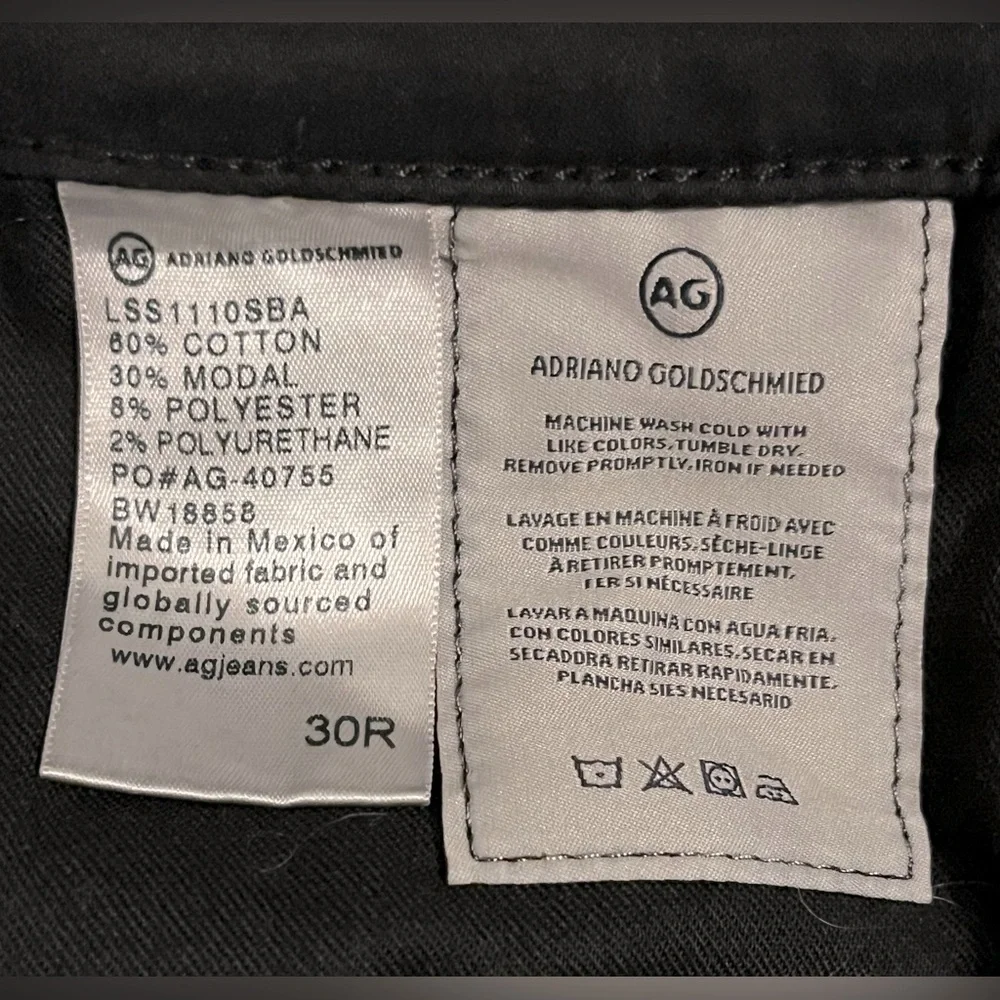 AG ADRIANO GOLDSCHMIED
LSS1110SBA
60% COTTON
30% MODAL
8% POLYESTER
2% POLYURETHANE
PO#AG-40755
BW18858
Made in Mexico of
imported fabric and
globally sourced
components
www.agjeans.com
30R
AG
ADRIANO GOLDSCHMIED
MACHINE WASH COLD WITH
LIKE COLORS, TUMBLE DRY.
REMOVE PROMPTLY, IRON IF NEEDED
LAVAGE EN MACHINE À FROID AVEC
COMME COULEURS, SÈCHE-LINGE
À RETIRER PROMPTEMENT,
FER SI NÉCESSAIRE
LAVAR A MAQUINA CON AGUA FRIA.
CON COLORES SIMILARES, SECAR EN
SECADORA RETIRAR RAPIDAMENTE.
PLANCHA SI ES NECESARIO